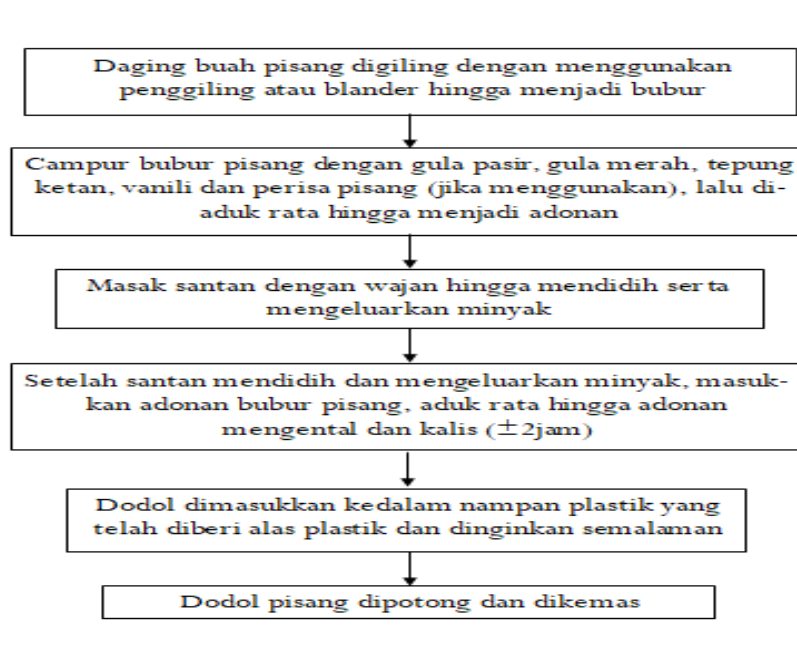 Daging buah pisang digiling dengan menggunakan
penggiling atau blander hingga menjadi bubur
Campur bubur pisang dengan gula pasir, gula merah, tepung
ketan, vanili dan perisa pisang (jika menggunakan), lalu di-
aduk rata hingga menjadi adonan
Masak santan dengan wajan hingga mendidih serta
mengeluarkan minyak
Setelah santan mendidih dan mengeluarkan minyak, masuk-
kan adonan bubur pisang, aduk rata hingga adonan
mengental dan kalis (±2jam)
Dodol dimasukkan kedalam nampan plastik yang
telah diberi alas plastik dan dinginkan semalaman
Dodol pisang dipotong dan dikemas